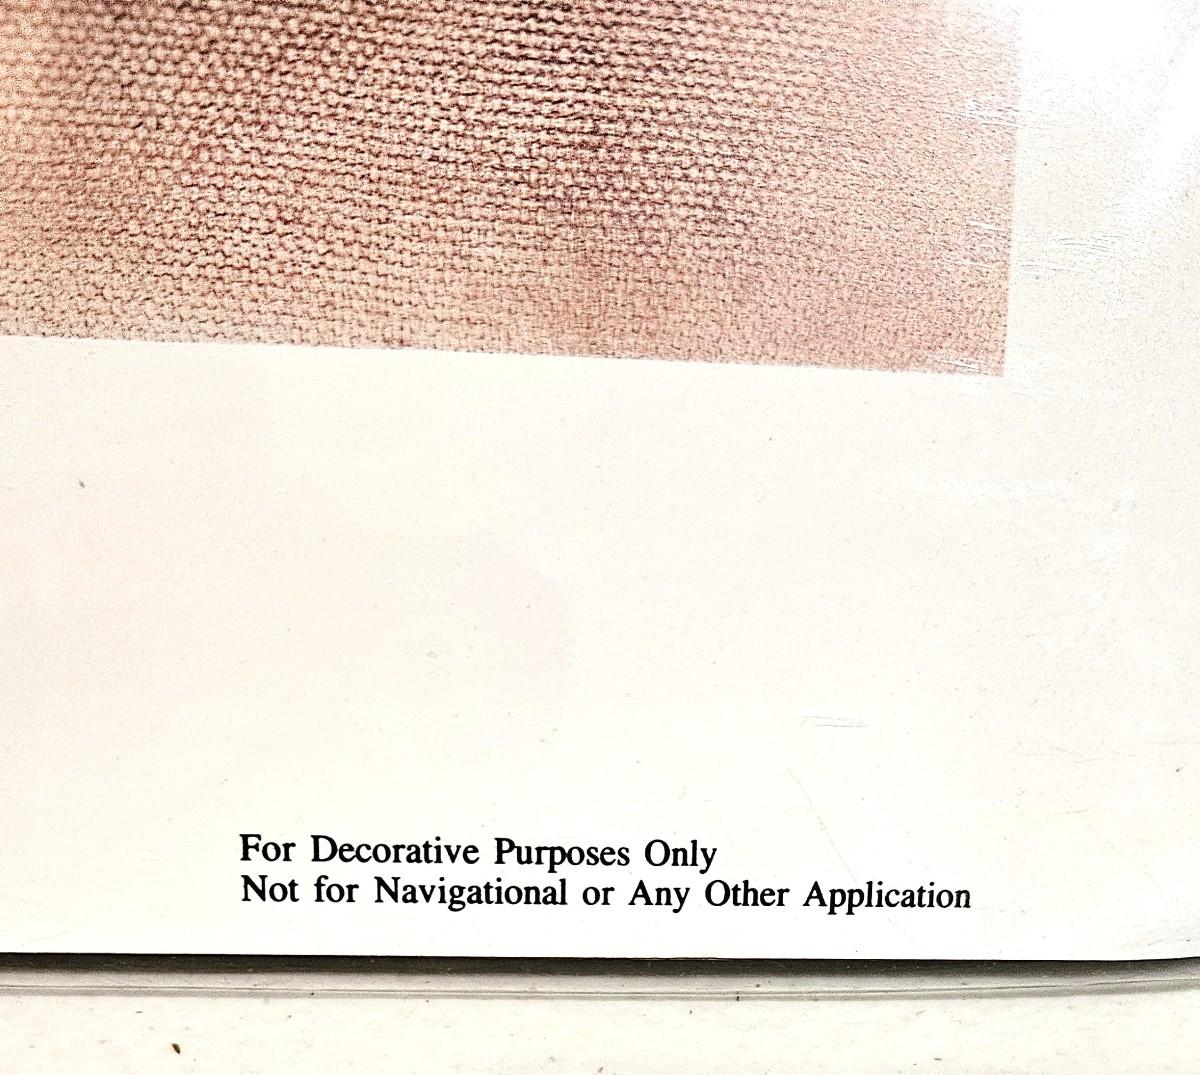 For Decorative Purposes Only
Not for Navigational or Any Other Application